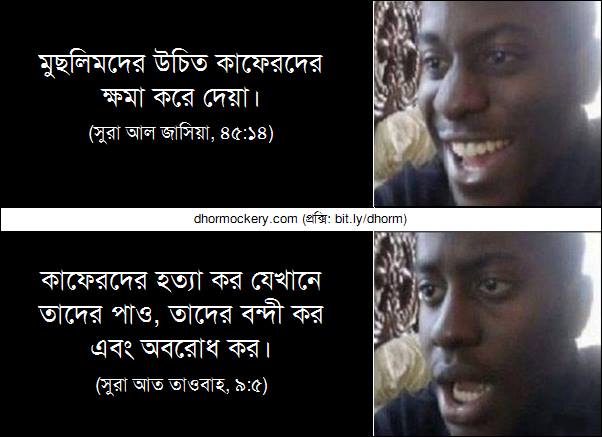 মুছলিমদের উচিত কাফেরদের
ক্ষমা করে দেয়া।
(সুরা আল জাসিয়া, ৪৫:১৪)
dhormockery.com (প্রক্সি: bit.ly/dhorm)
কাফেরদের হত্যা কর যেখানে
তাদের পাও, তাদের বন্দী কর
এবং অবরোধ কর।
(সুরা আত তাওবাহ, ৯:৫)